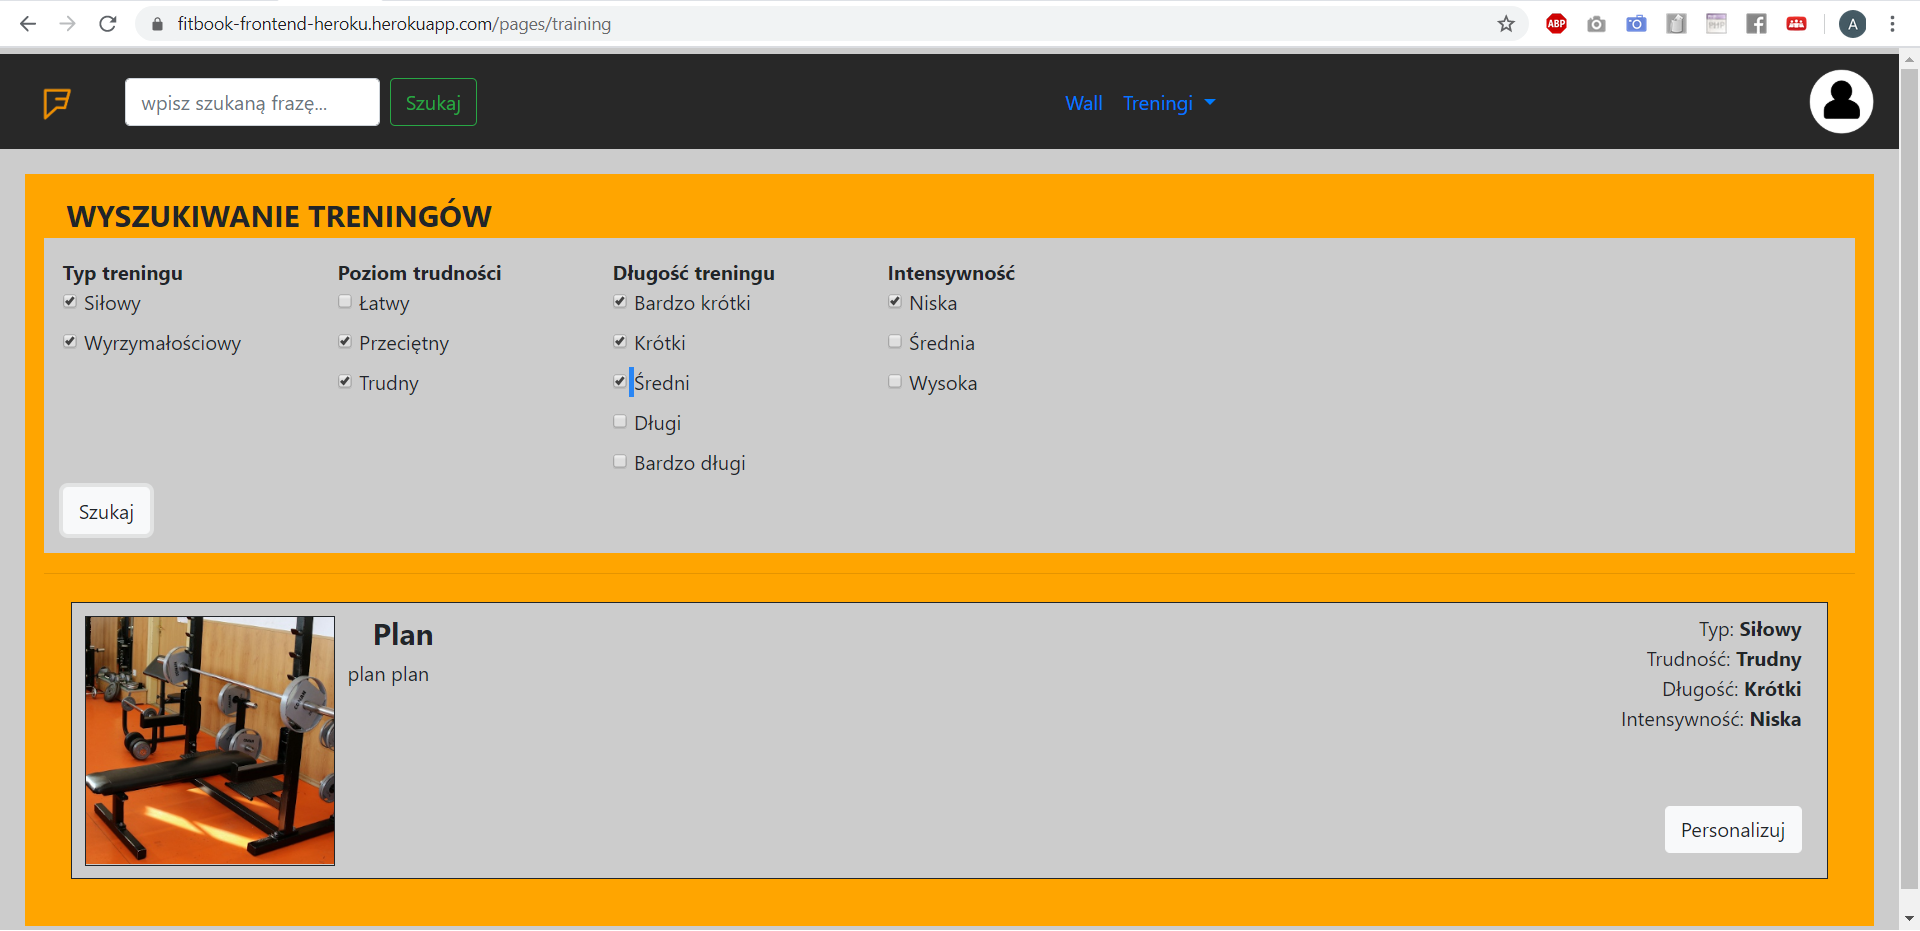 fitbook-frontend-heroku.herokuapp.com/pages/training
ABP
A
wpisz szukaną frazę...
Szukaj
Wall
Treningi
WYSZUKIWANIE TRENINGÓW
Typ treningu
Siłowy
Wyrzymałościowy
Poziom trudności
Łatwy
Przeciętny
Trudny
Długość treningu
Bardzo krótki
Krótki
Średni
Długi
Bardzo długi
Intensywność
Niska
Średnia
Wysoka
Szukaj
Plan
plan plan
Typ: Siłowy
Trudność: Trudny
Długość: Krótki
Intensywność: Niska
Personalizuj